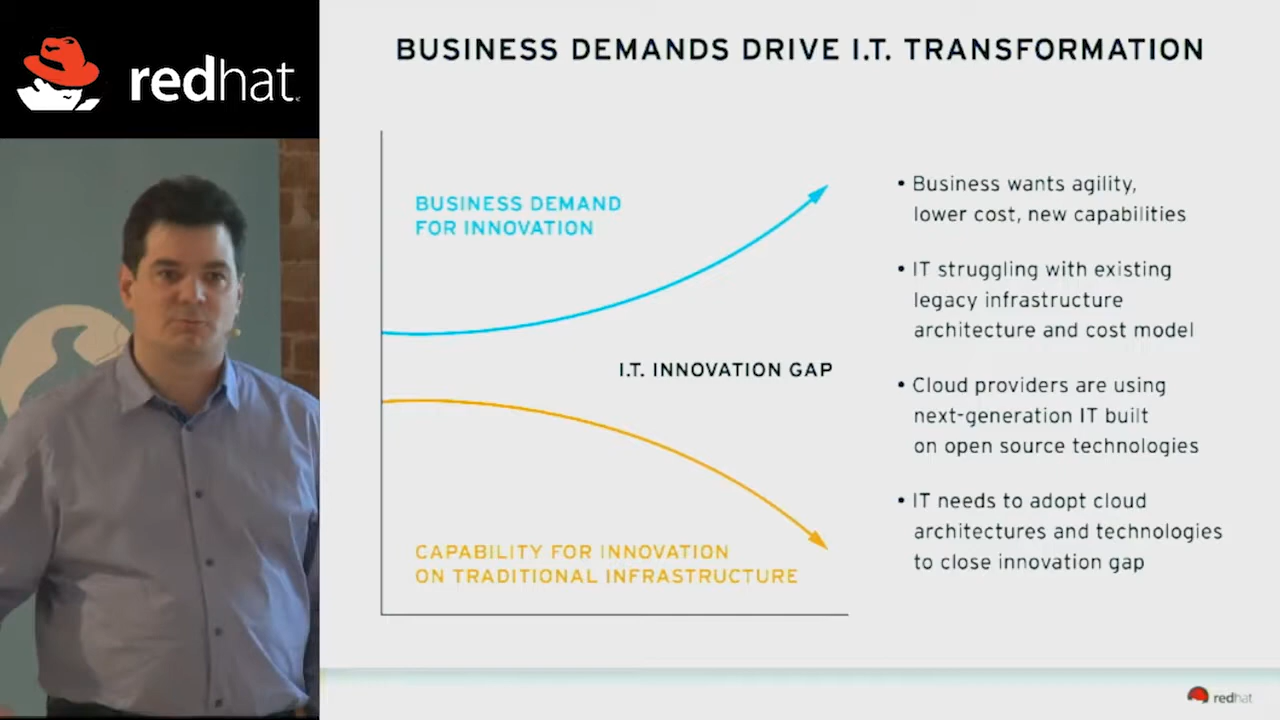 redhat.
BUSINESS DEMANDS DRIVE I.T. TRANSFORMATION
BUSINESS DEMAND
FOR INNOVATION
I.T. INNOVATION GAP
CAPABILITY FOR INNOVATION
ON TRADITIONAL INFRASTRUCTURE
• Business wants agility,
lower cost, new capabilities
• IT struggling with existing
legacy infrastructure
architecture and cost model
• Cloud providers are using
next-generation IT built
on open source technologies
• IT needs to adopt cloud
architectures and technologies
to close innovation gap
redhat